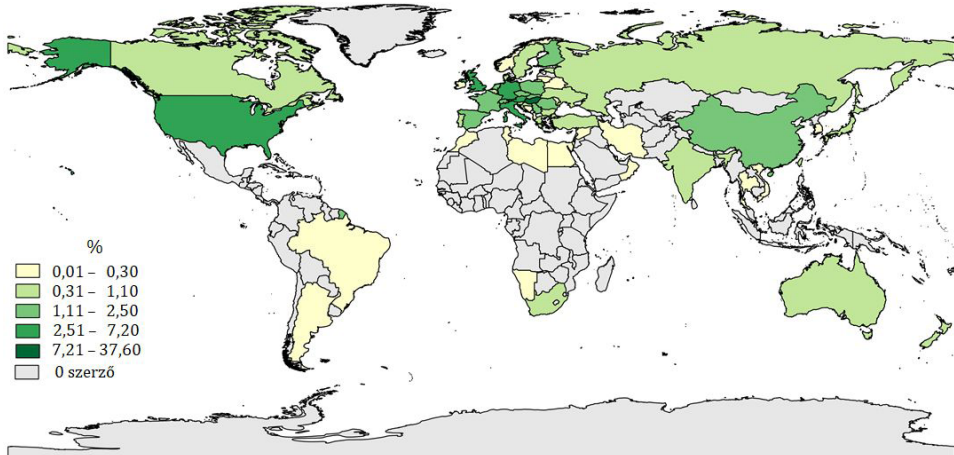 %
0,01 – 0,30
0,31 – 1,10
1,11 – 2,50
2,51 – 7,20
7,21 – 37,60
0 szerző